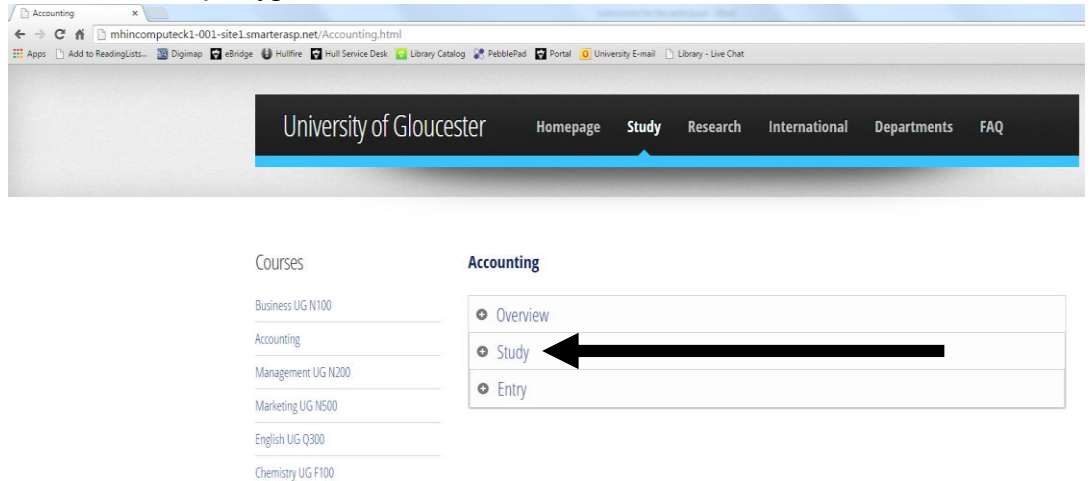 Accounting
mhincomputeck1-001-site1.smarterasp.net/Accounting.html
Apps Add to ReadingLists... Digimap eBridge Hullfire Hull Service Desk Library Catalog PebblePad Portal University E-mail Library - Live Chat
University of Gloucester Homepage Study Research International Departments FAQ
Courses
Business UG N100
Accounting
Management UG N200
Marketing UG N500
English UG Q300
Chemistry UG F100
Accounting
Overview
Study
Entry